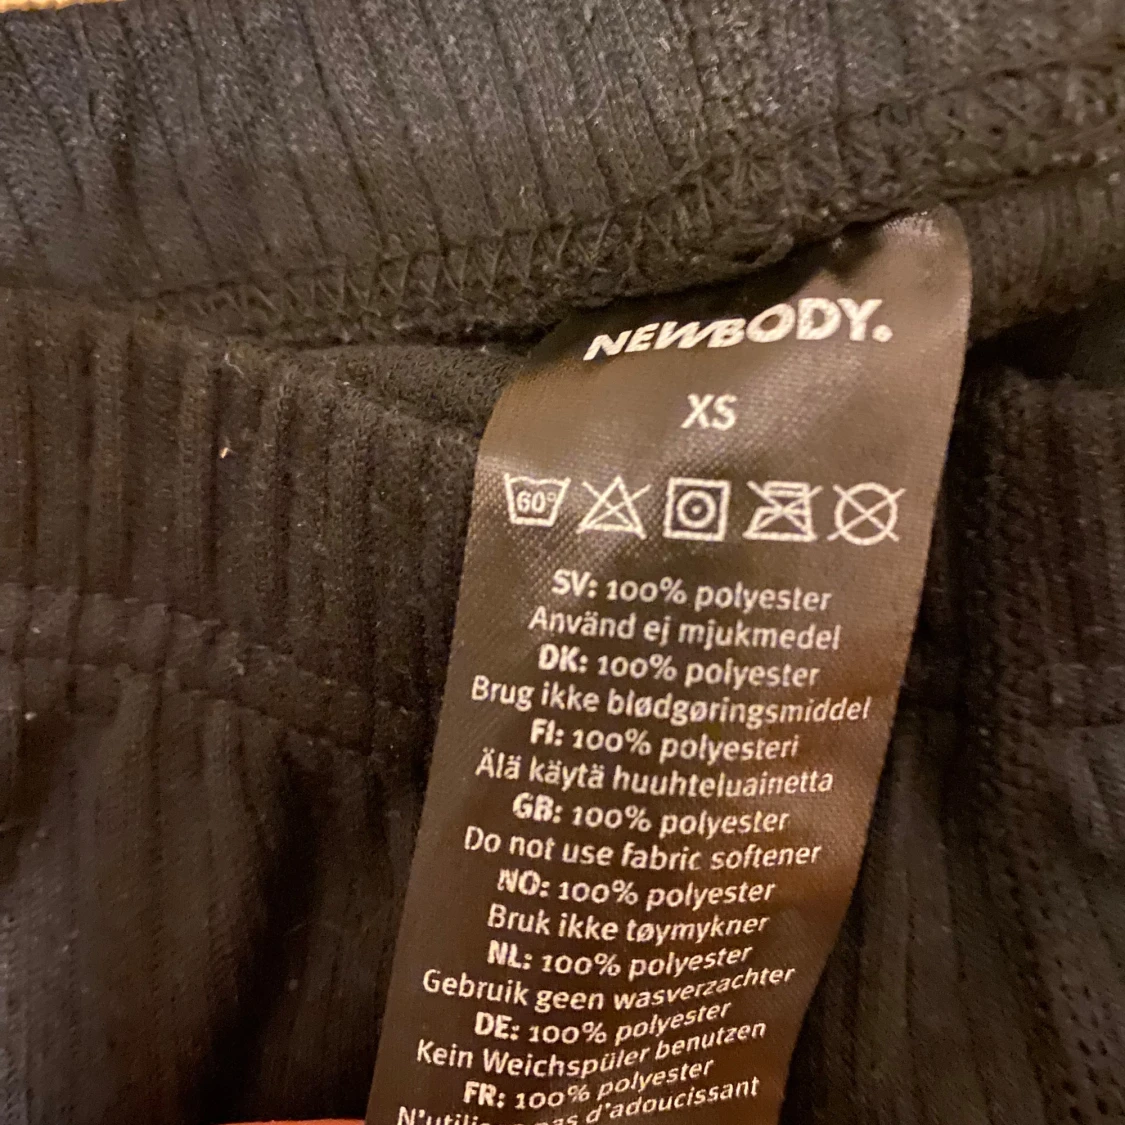 NEWBODY.
XS
60°
SV: 100% polyester
Använd ej mjukmedel
DK: 100% polyester
Brug ikke blødgøringsmiddel
FI: 100% polyesteri
Älä käytä huuhteluainetta
GB: 100% polyester
Do not use fabric softener
NO: 100% polyester
Bruk ikke tøymykner
NL: 100% polyester
Gebruik geen wasverzachter
DE: 100% polyester
Kein Weichspüler benutzen
FR: 100% polyester
pas d'adoucissant